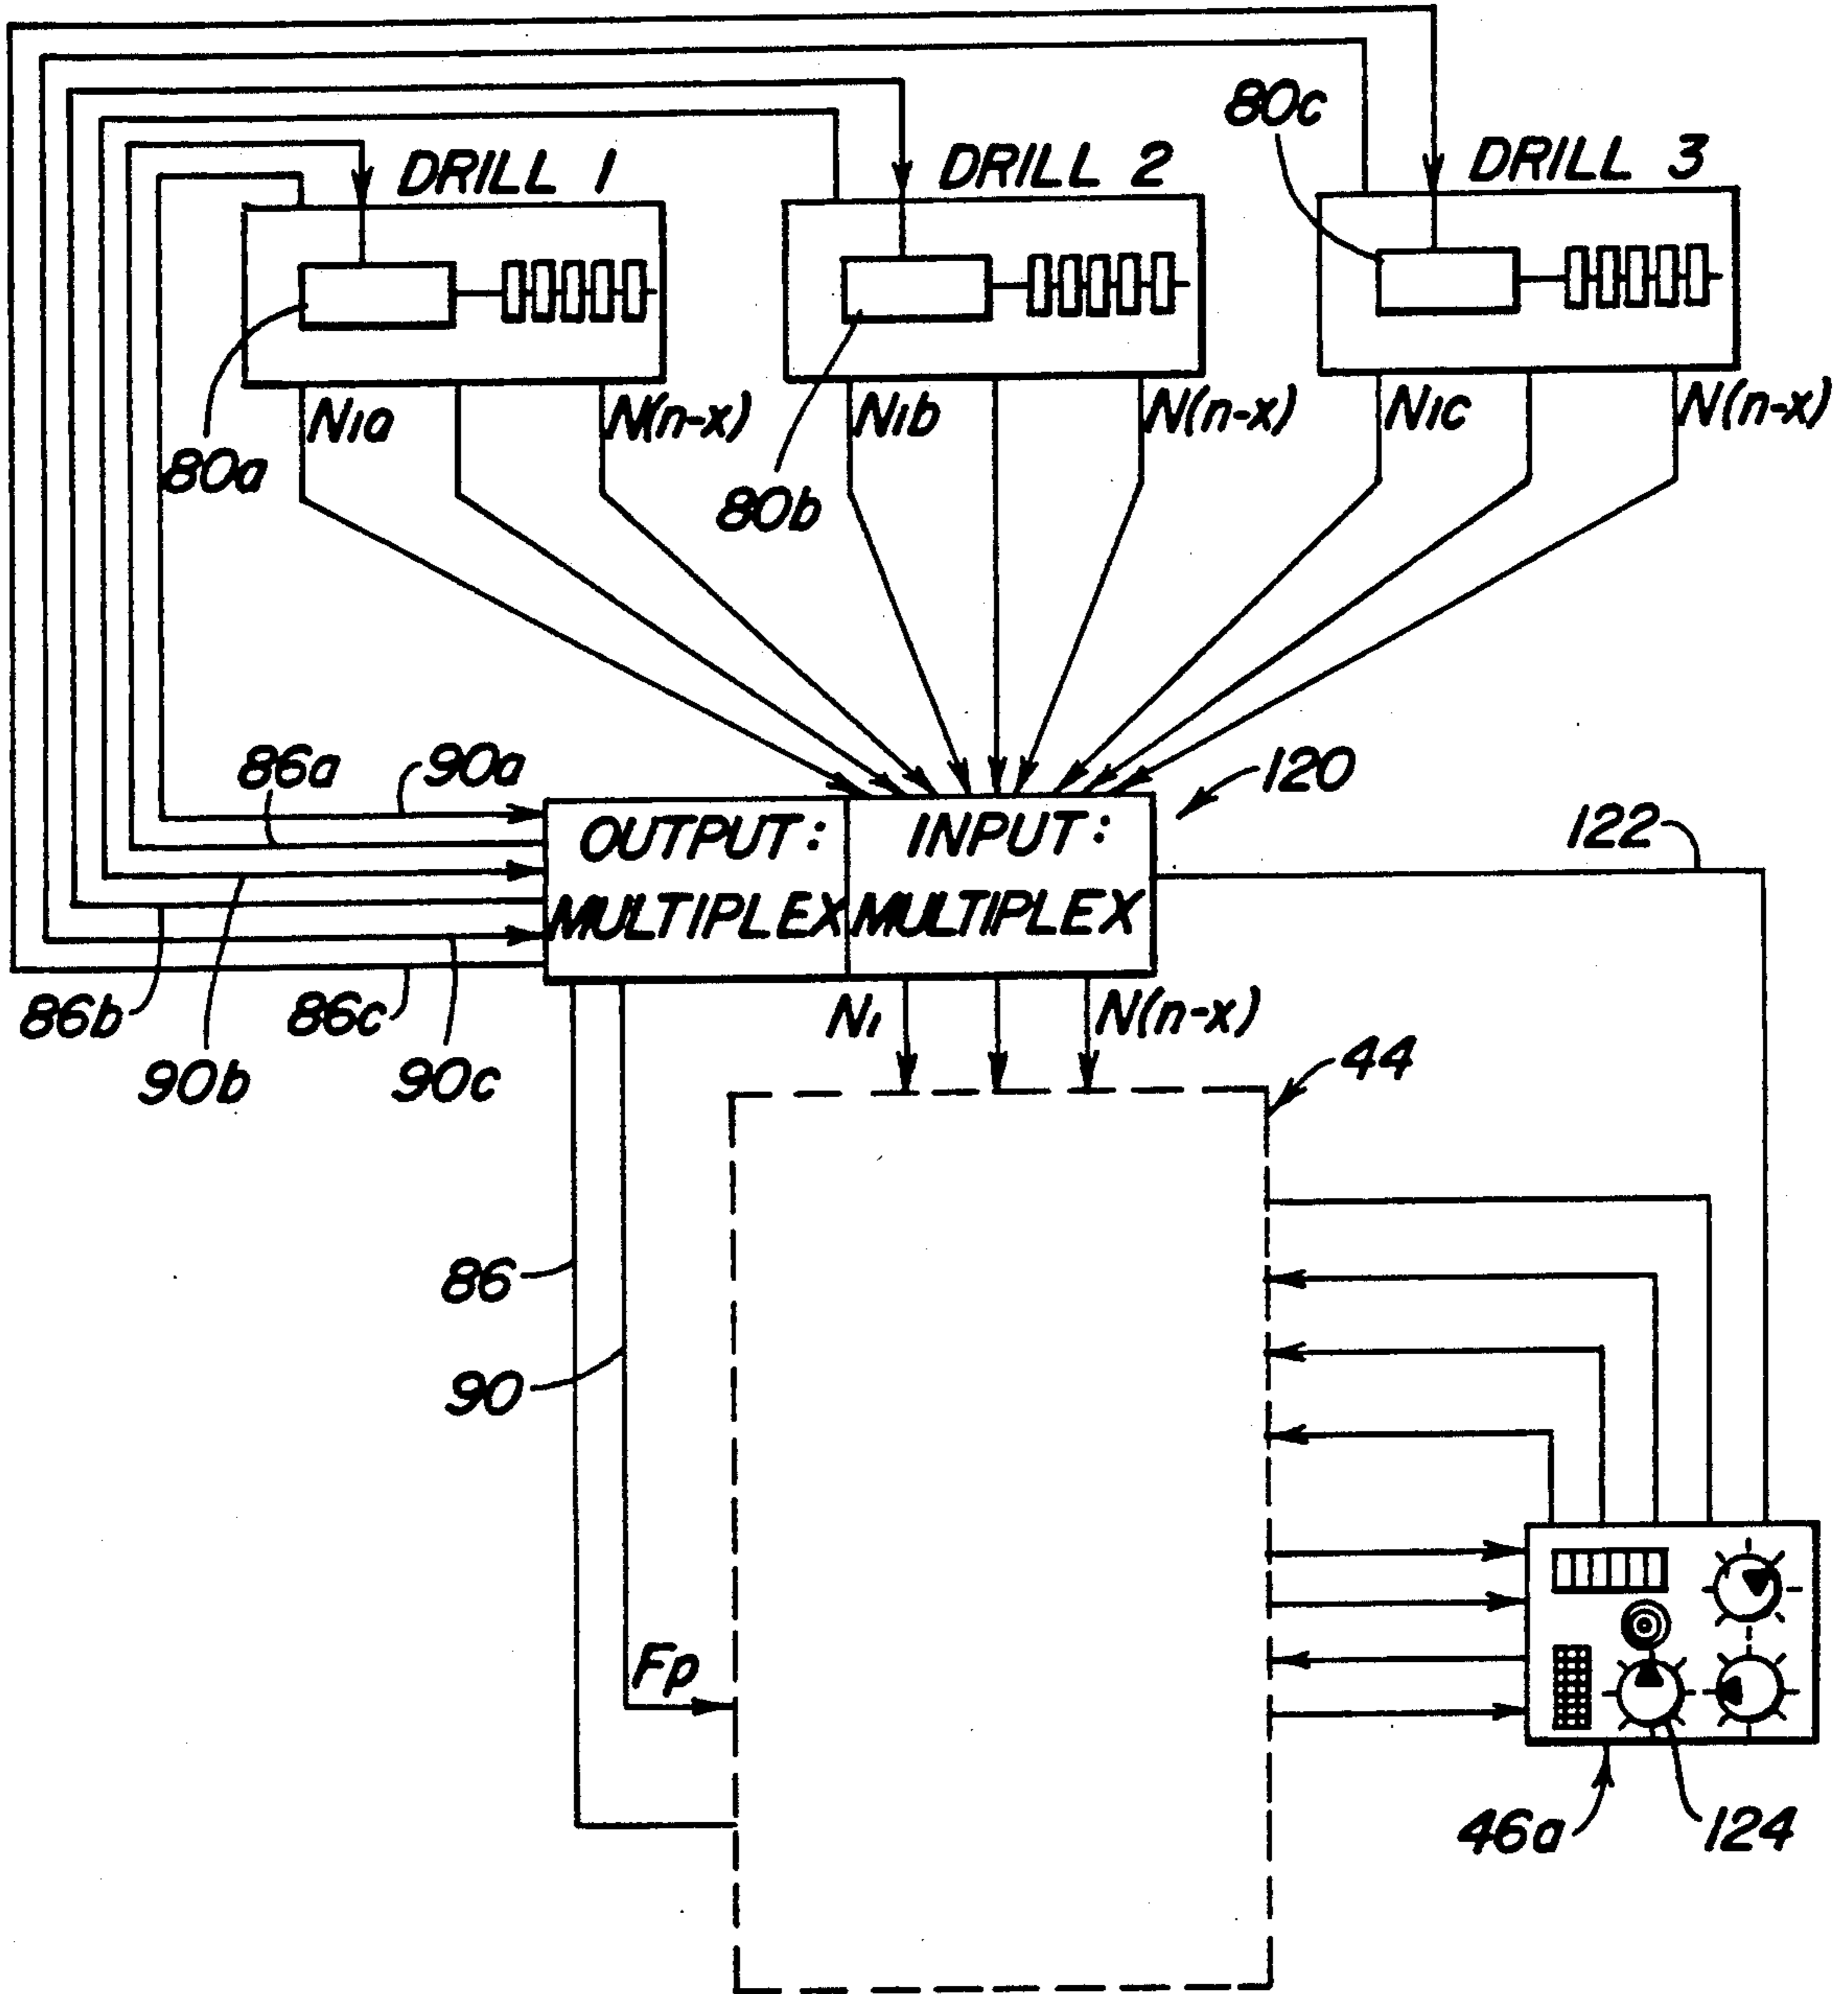 80c
DRILL 1
DRILL 2
DRILL 3
N1a
N(n-x)
N1b
N(n-x)
N1c
N(n-x)
80a
80b
86a
90a
120
122
OUTPUT:
MULTIPLEX
INPUT:
MULTIPLEX
86b
86c
90b
90c
N1
N(n-x)
44
86
90
Fp
46a
124